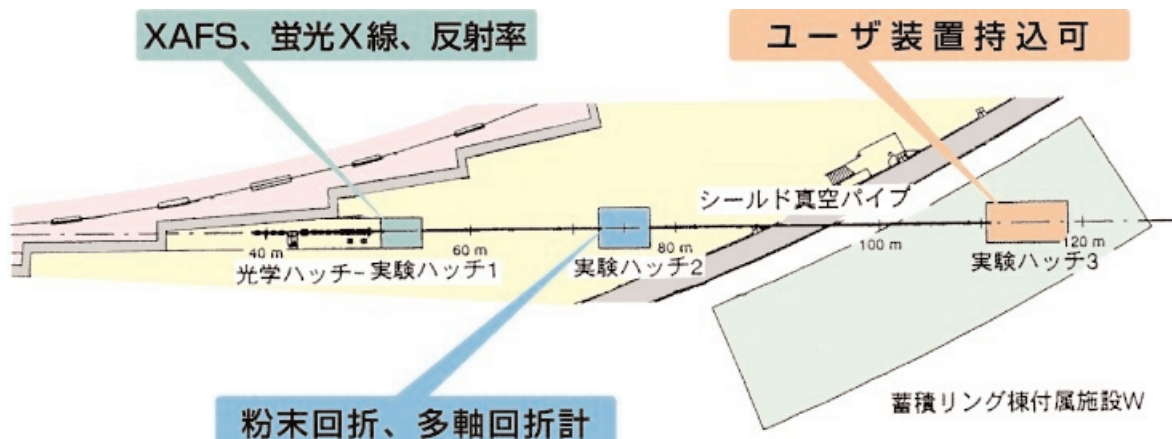 XAFS、蛍光X線、反射率
ユーザ装置持込可
シールド真空パイプ
40 m
60 m
80 m
100 m
120 m
光学ハッチー
実験ハッチ1
実験ハッチ2
実験ハッチ3
粉末回折、多軸回折計
蓄積リング棟付属施設W